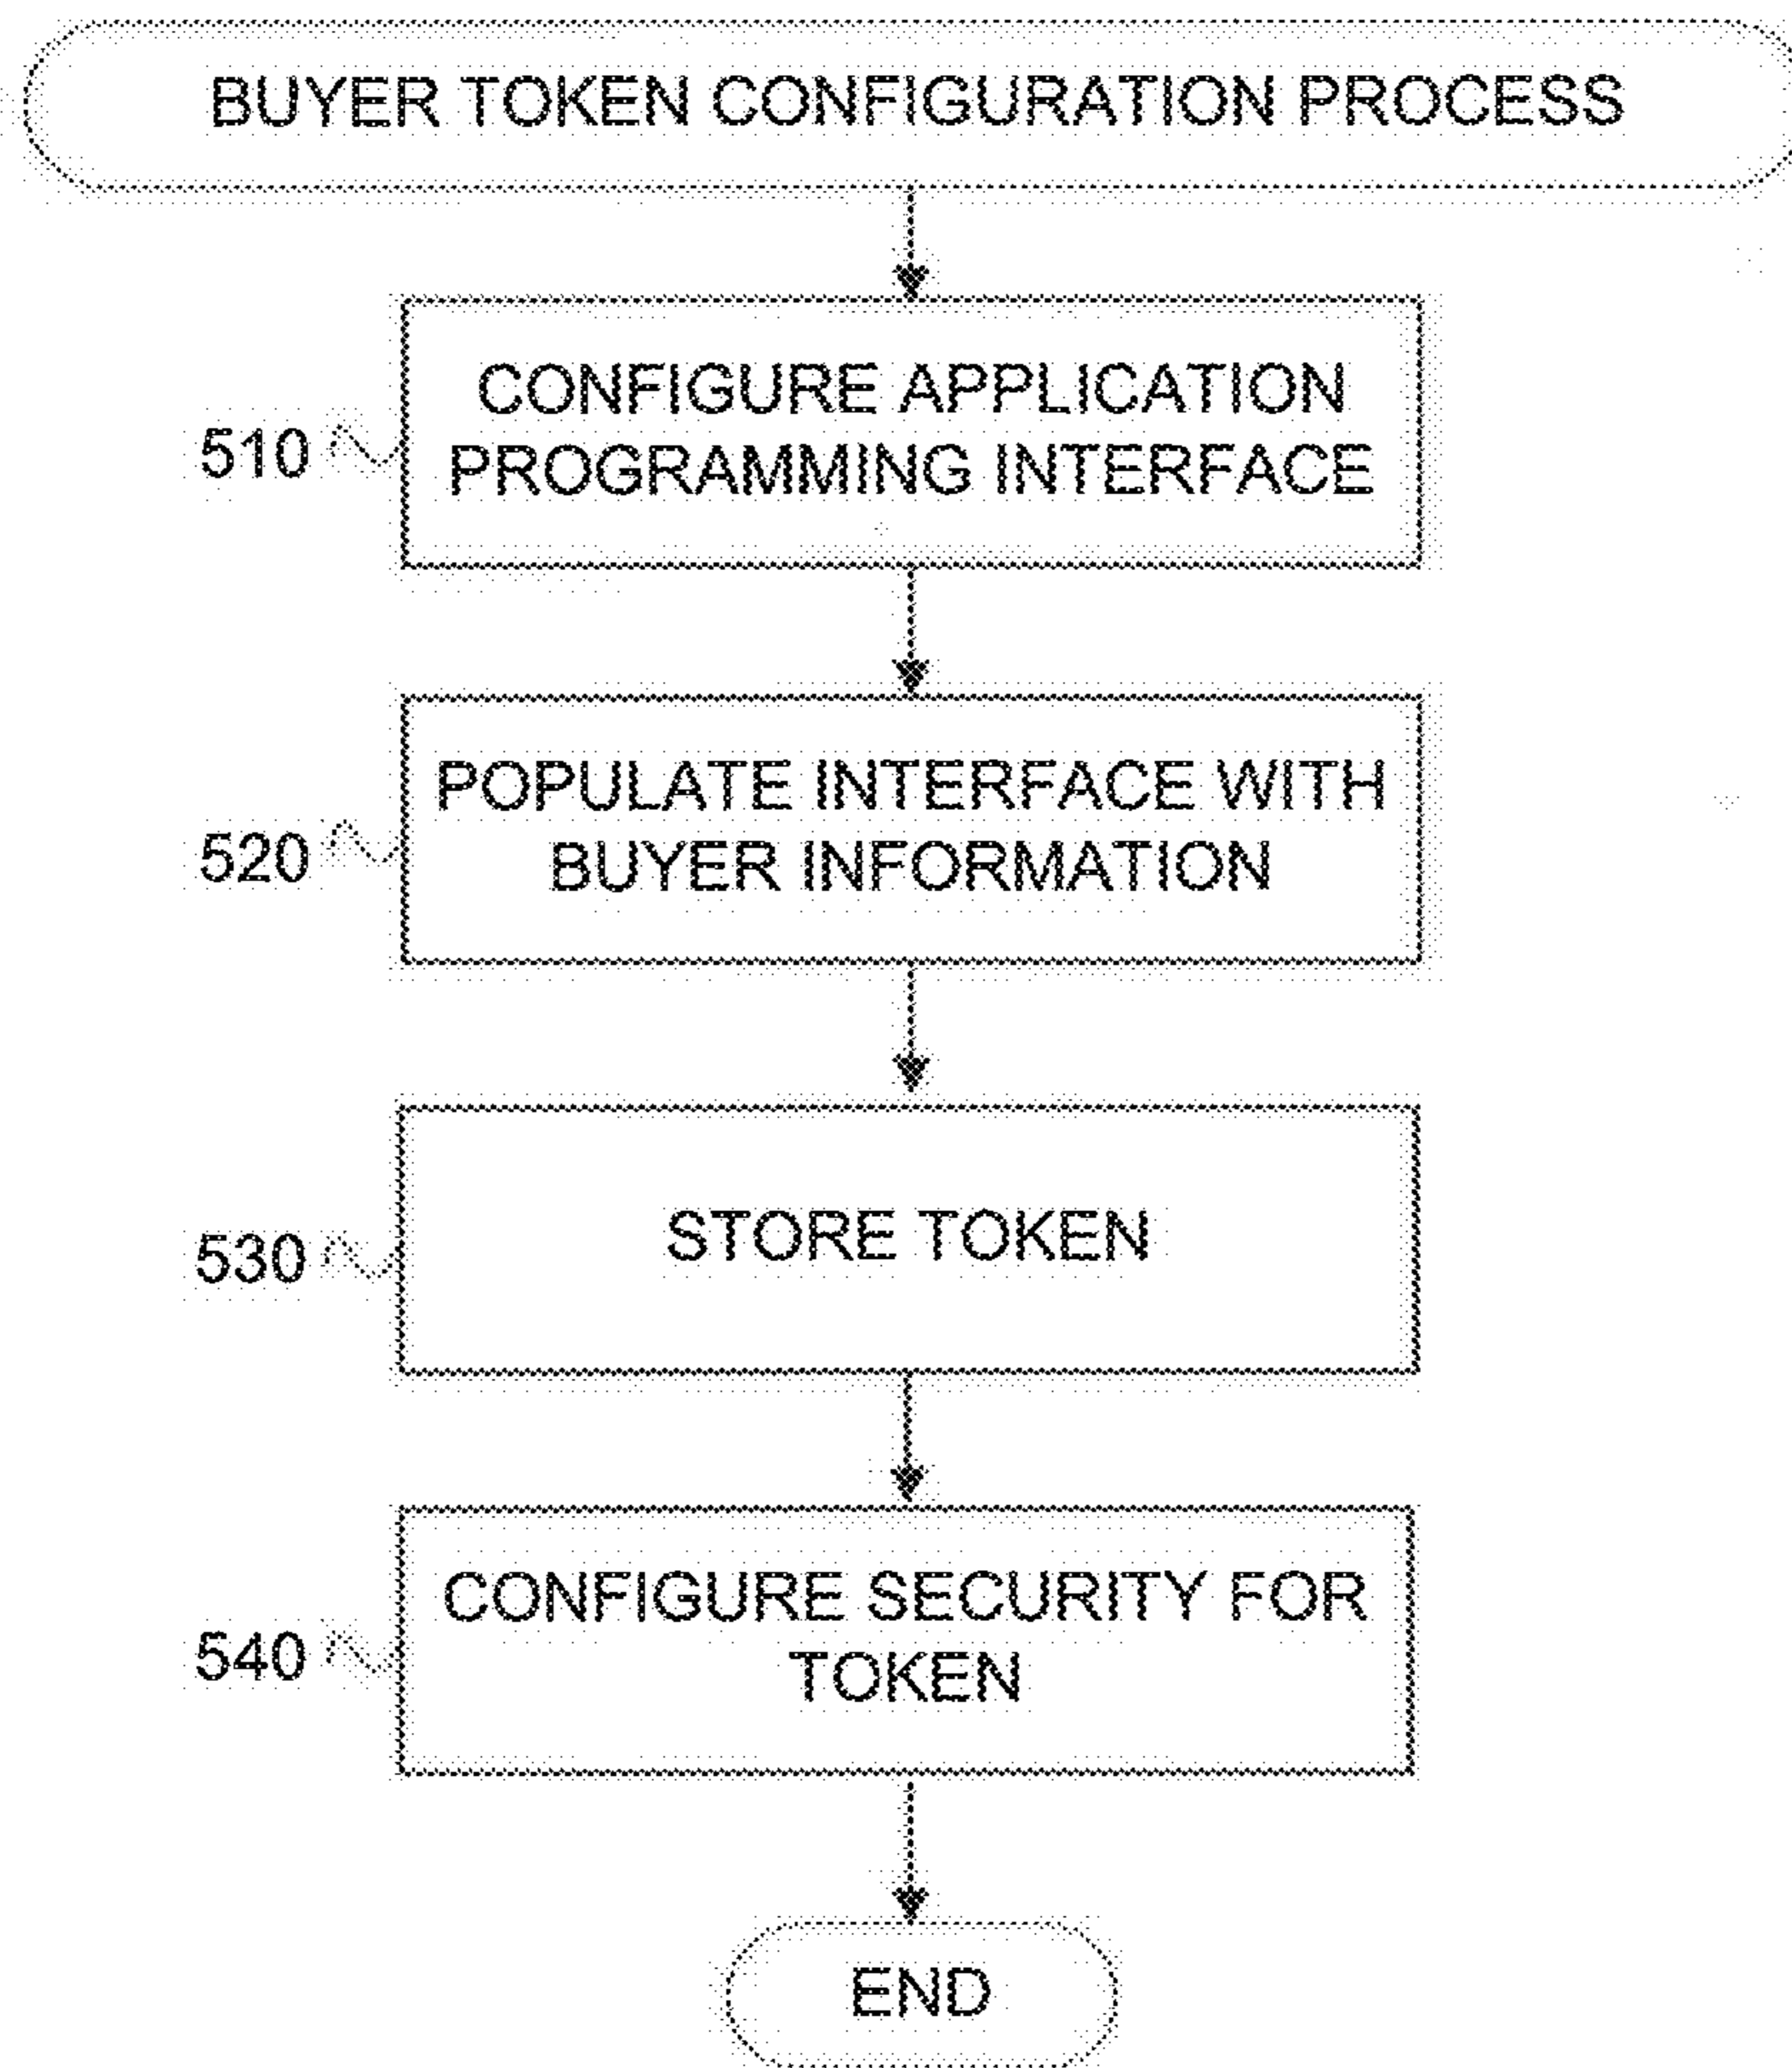 BUYER TOKEN CONFIGURATION PROCESS
CONFIGURE APPLICATION
PROGRAMMING INTERFACE
510
POPULATE INTERFACE WITH
BUYER INFORMATION
520
STORE TOKEN
530
CONFIGURE SECURITY FOR
TOKEN
540
END